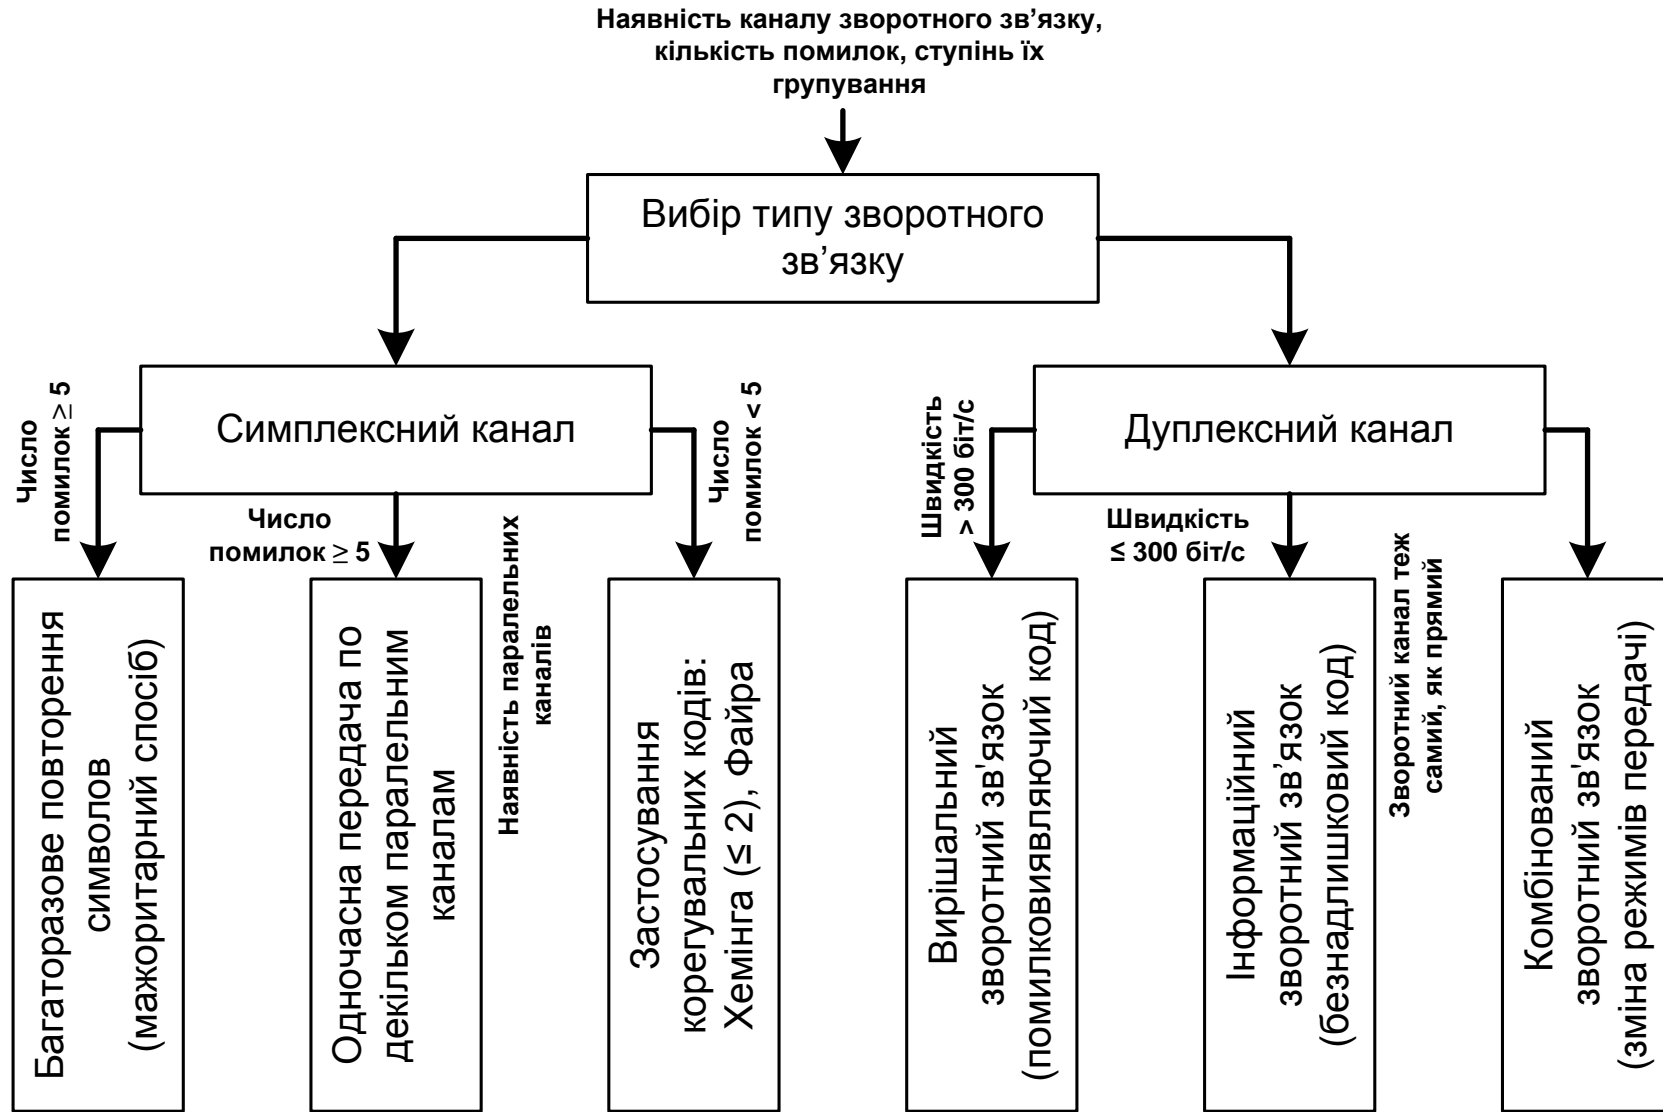 Наявність каналу зворотного зв’язку,
кількість помилок, ступінь їх
групування
Вибір типу зворотного
зв’язку
Симплексний канал
Дуплексний канал
Число
помилок ≥ 5
Число
помилок ≥ 5
Наявність паралельних
каналів
Число
помилок < 5
Швидкість
> 300 біт/с
Швидкість
≤ 300 біт/с
Зворотний канал теж
самий, як прямий
Багаторазове повторення
символов
(мажоритарний спосіб)
Одночасна передача по
декільком паралельним
каналам
Застосування
корегувальних кодів:
Хемінга (≤ 2), Файра
Вирішальний
зворотний зв'язок
(помилковиявляючий код)
Інформаційний
зворотний зв’язок
(безнадлишковий код)
Комбінований
зворотний зв'язок
(зміна режимів передачі)